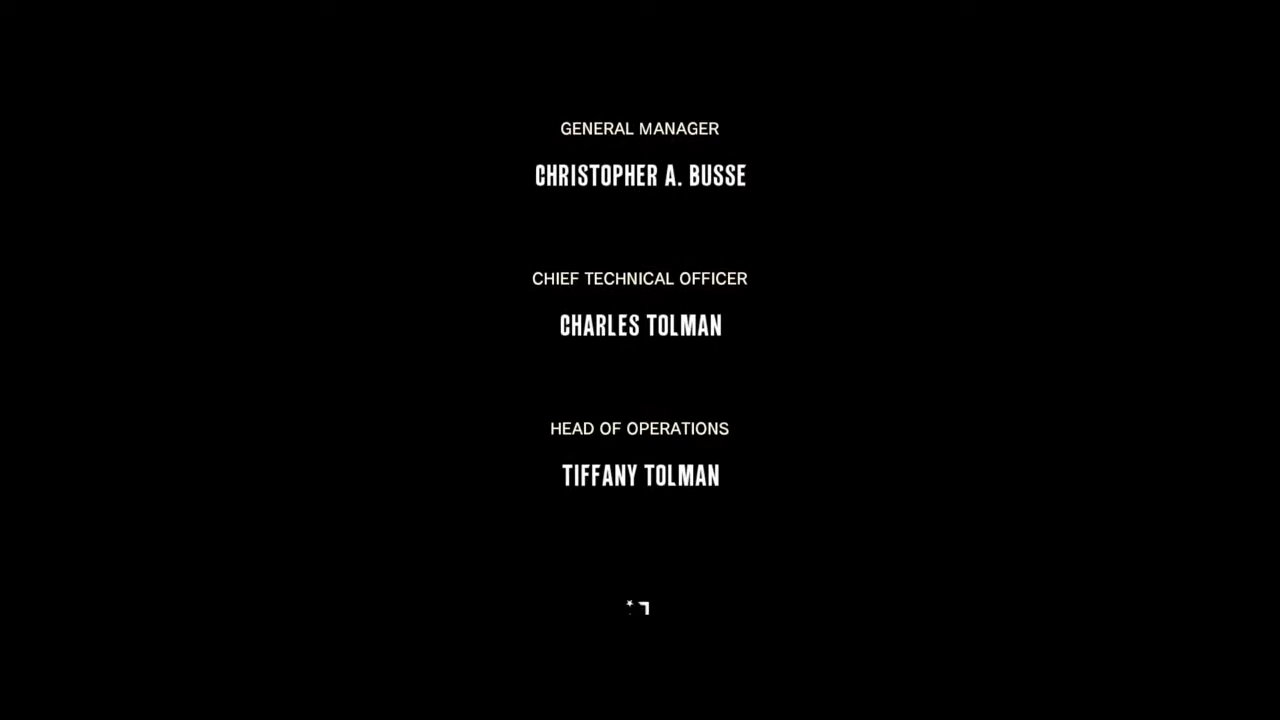 GENERAL MANAGER
CHRISTOPHER A. BUSSE
CHIEF TECHNICAL OFFICER
CHARLES TOLMAN
HEAD OF OPERATIONS
TIFFANY TOLMAN